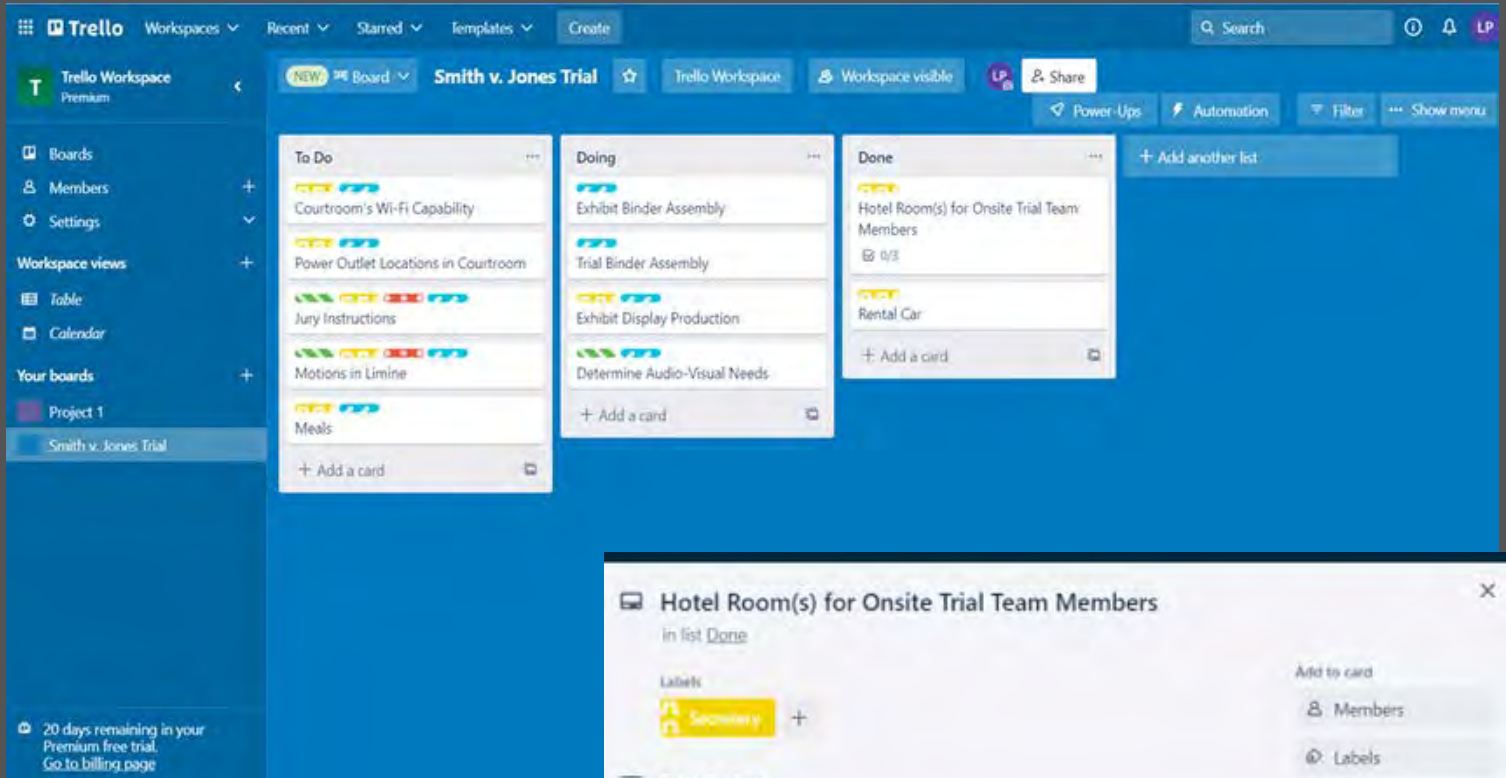 Trello Workspaces Recent Starred Templates Create Search LP
T Trello Workspace
Premium
NEW Board Smith v. Jones Trial Trello Workspace Workspace visible LP Share
Power-Ups Automation Filter ... Show menu
Boards
Members +
Settings
Workspace views +
Table
Calendar
Your boards +
Project 1
Smith v. Jones Trial
20 days remaining in your
Premium free trial.
Go to billing page
To Do ...
Courtroom's Wi-Fi Capability
Power Outlet Locations in Courtroom
Jury Instructions
Motions in Limine
Meals
+ Add a card
Doing ...
Exhibit Binder Assembly
Trial Binder Assembly
Exhibit Display Production
Determine Audio-Visual Needs
+ Add a card
Done ...
Hotel Room(s) for Onsite Trial Team
Members
0/3
Rental Car
+ Add a card
+ Add another list
Hotel Room(s) for Onsite Trial Team Members
in list Done
Labels
Secretary +
Add to card
Members
Labels